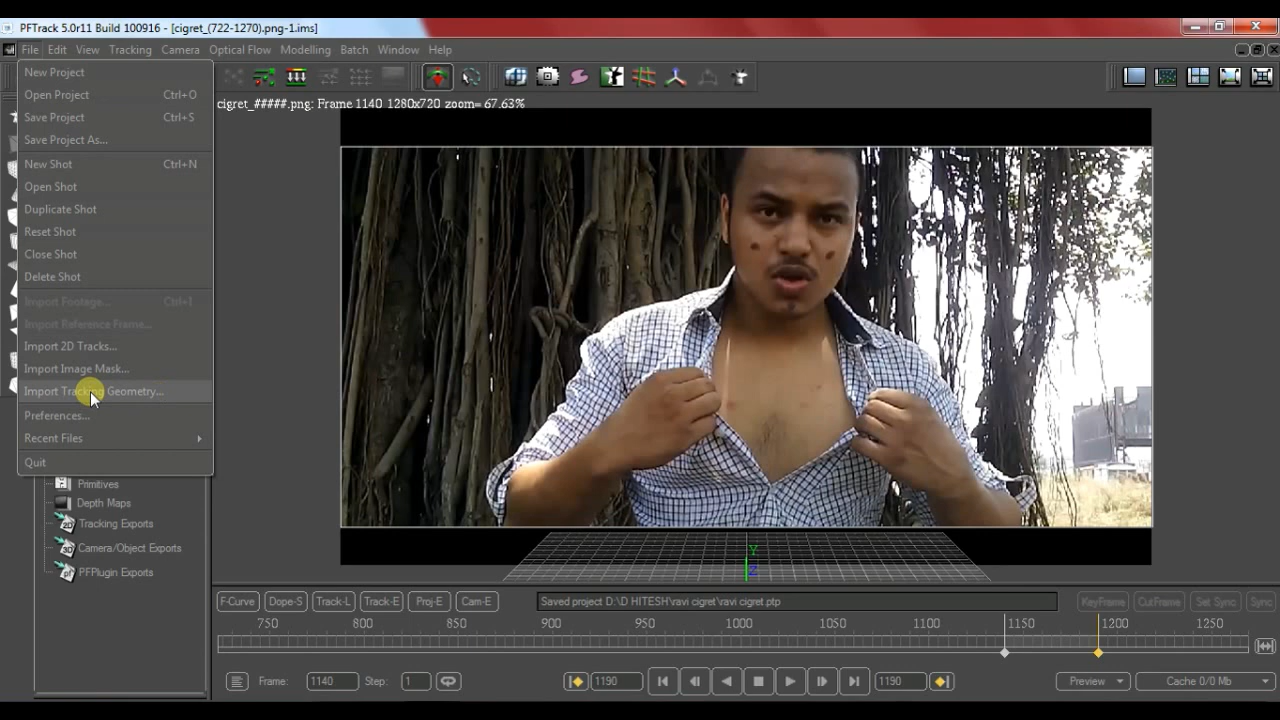 PFTrack 5.0r11 Build 100916 - [cigret_(722-1270).png-1.ims]
File Edit View Tracking Camera Optical Flow Modelling Batch Window Help
New Project
Open Project Ctrl+O
Save Project Ctrl+S
Save Project As...
New Shot Ctrl+N
Open Shot
Duplicate Shot
Reset Shot
Close Shot
Delete Shot
Import Footage... Ctrl+I
Import Reference Frame...
Import 2D Tracks...
Import Image Mask...
Import Tracking Geometry...
Preferences...
Recent Files
Quit
cigret_#####.png: Frame 1140 1280x720 zoom= 67.63%
Primitives
Depth Maps
Tracking Exports
Camera/Object Exports
PFPlugin Exports
Y
Z
F-Curve Dope-S Track-L Track-E Proj-E Cam-E Saved project D:\D HITESH\ravi cigret\ravi cigret.ptp KeyFrame CutFrame Set Sync Sync
750 800 850 900 950 1000 1050 1100 1150 1200 1250
Frame: 1140 Step: 1 1190 1190 Preview Cache 0/0 Mb